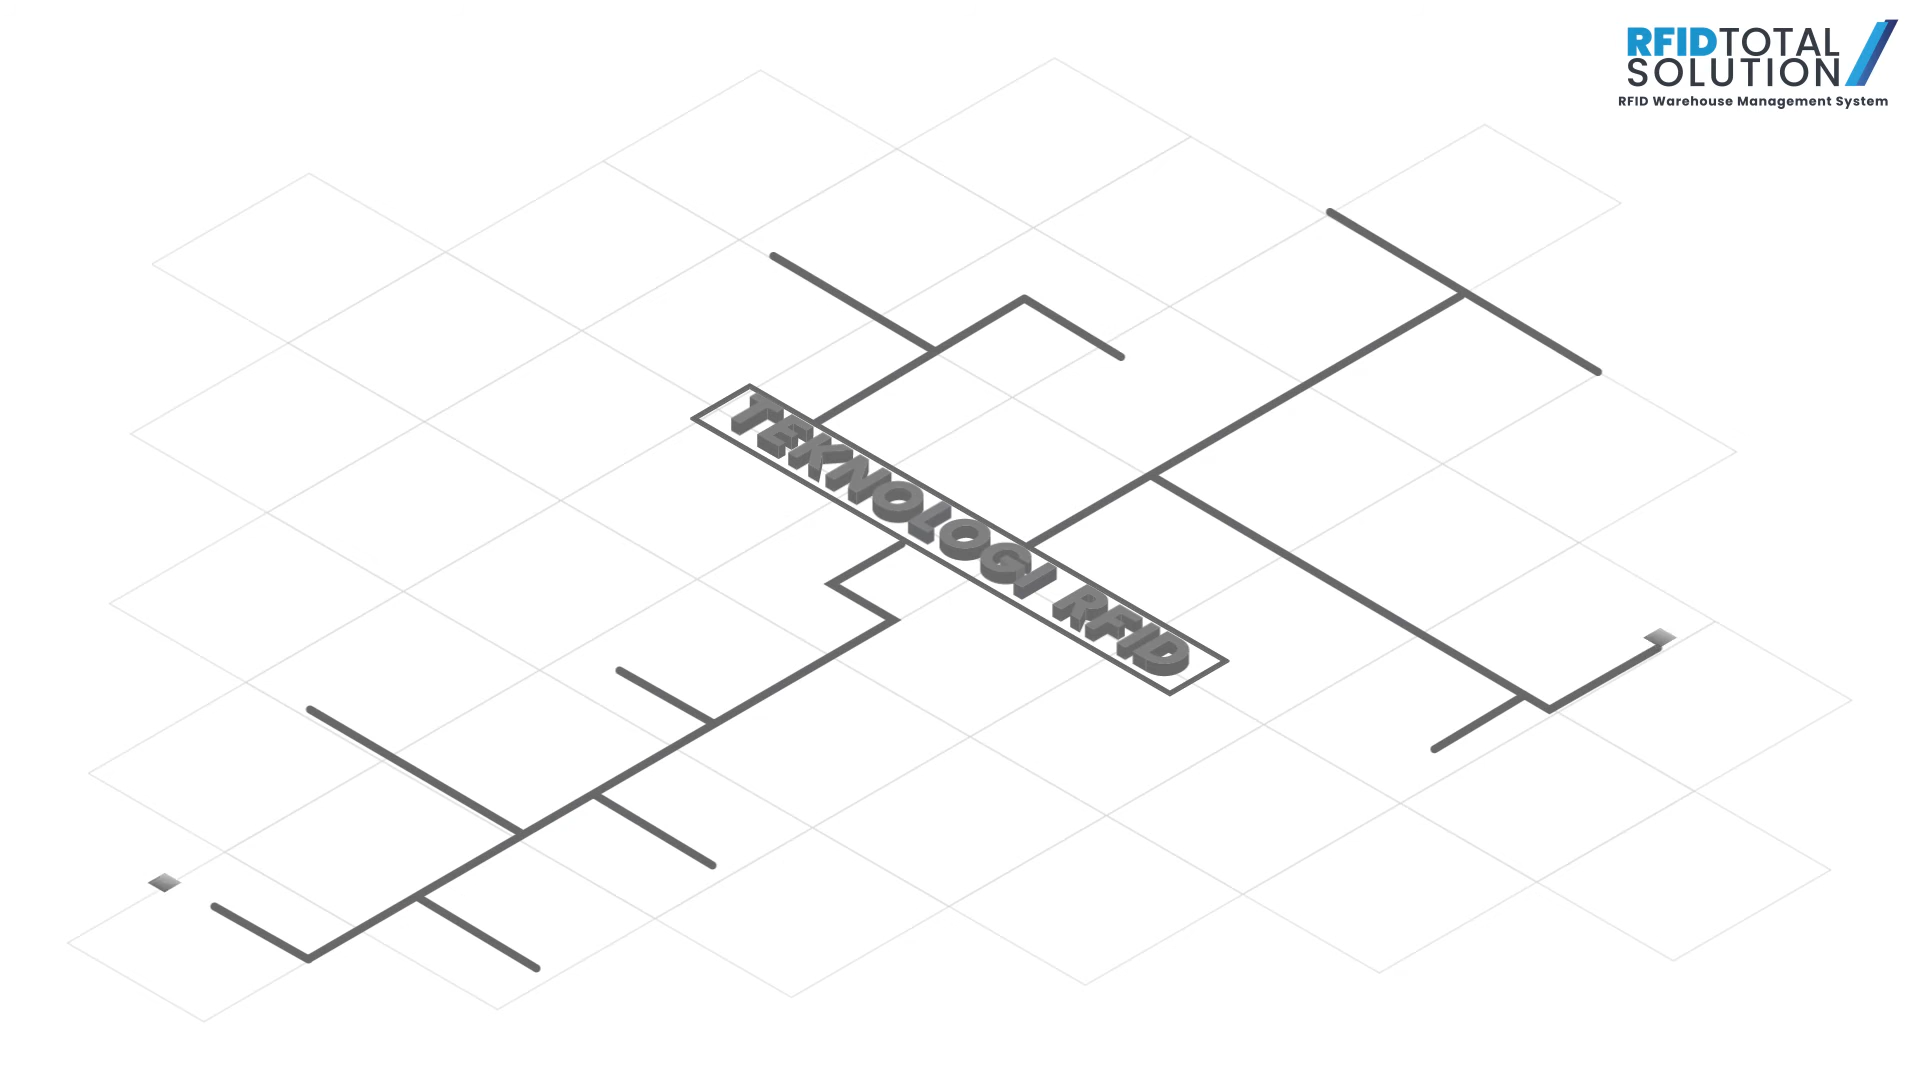 RFIDTOTAL
SOLUTION
RFID Warehouse Management System
TEKNOLOGI RFID